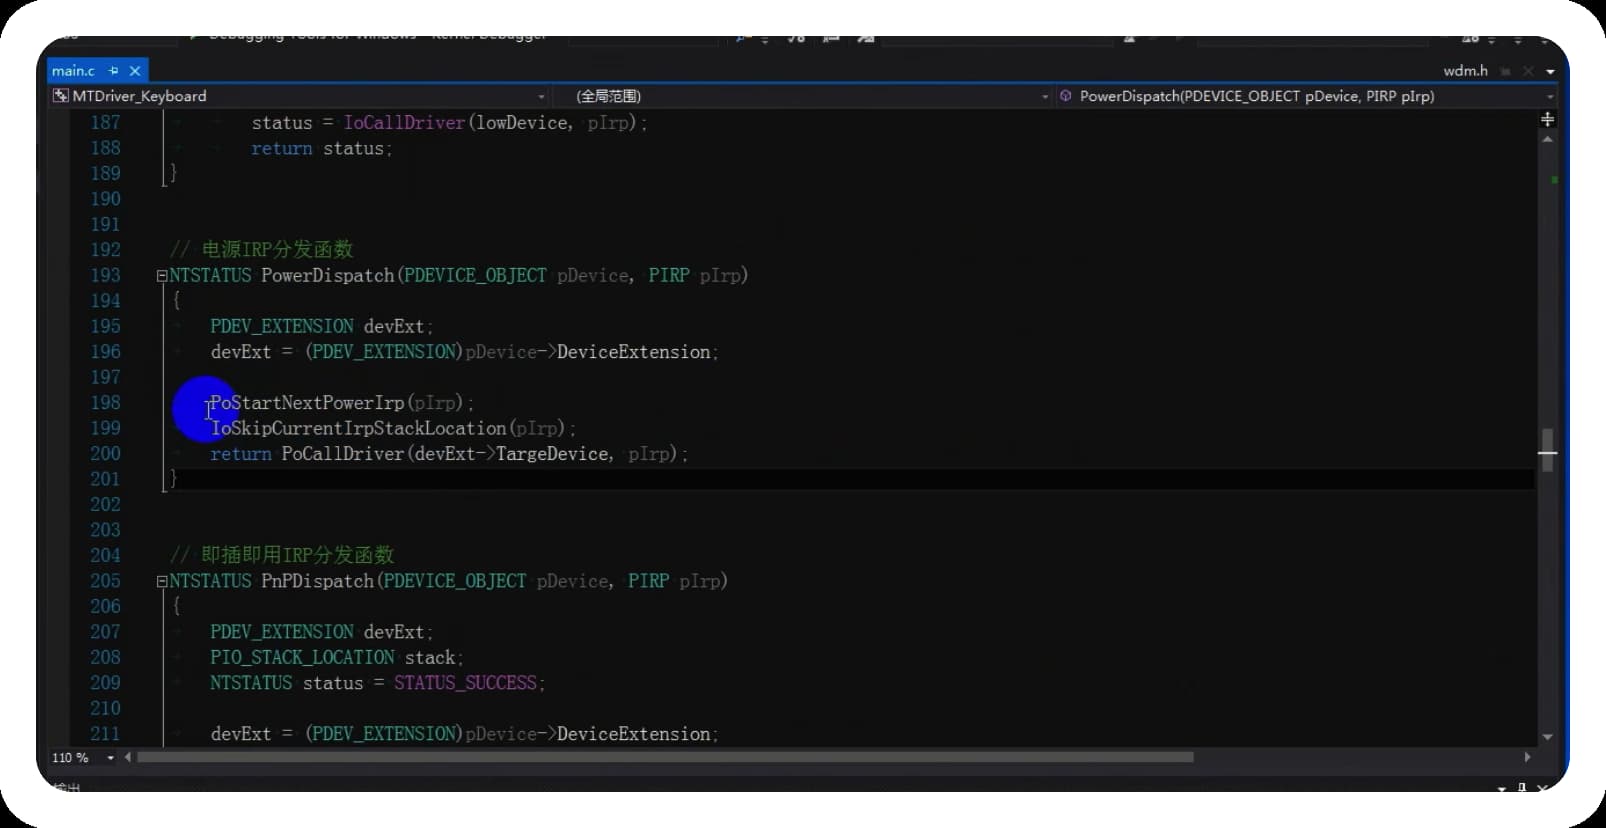 Debugging Tools for Windows - Kernel Debugger
main.c
wdm.h
MTDriver_Keyboard (全局范围) PowerDispatch(PDEVICE_OBJECT pDevice, PIRP pIrp)
187 status = IoCallDriver(lowDevice, pIrp);
188 return status;
189 }
190
191
192 // 电源IRP分发函数
193 NTSTATUS PowerDispatch(PDEVICE_OBJECT pDevice, PIRP pIrp)
194 {
195 PDEV_EXTENSION devExt;
196 devExt = (PDEV_EXTENSION)pDevice->DeviceExtension;
197
198 PoStartNextPowerIrp(pIrp);
199 IoSkipCurrentIrpStackLocation(pIrp);
200 return PoCallDriver(devExt->TargeDevice, pIrp);
201 }
202
203
204 // 即插即用IRP分发函数
205 NTSTATUS PnPDispatch(PDEVICE_OBJECT pDevice, PIRP pIrp)
206 {
207 PDEV_EXTENSION devExt;
208 PIO_STACK_LOCATION stack;
209 NTSTATUS status = STATUS_SUCCESS;
210
211 devExt = (PDEV_EXTENSION)pDevice->DeviceExtension;
110 %
输出